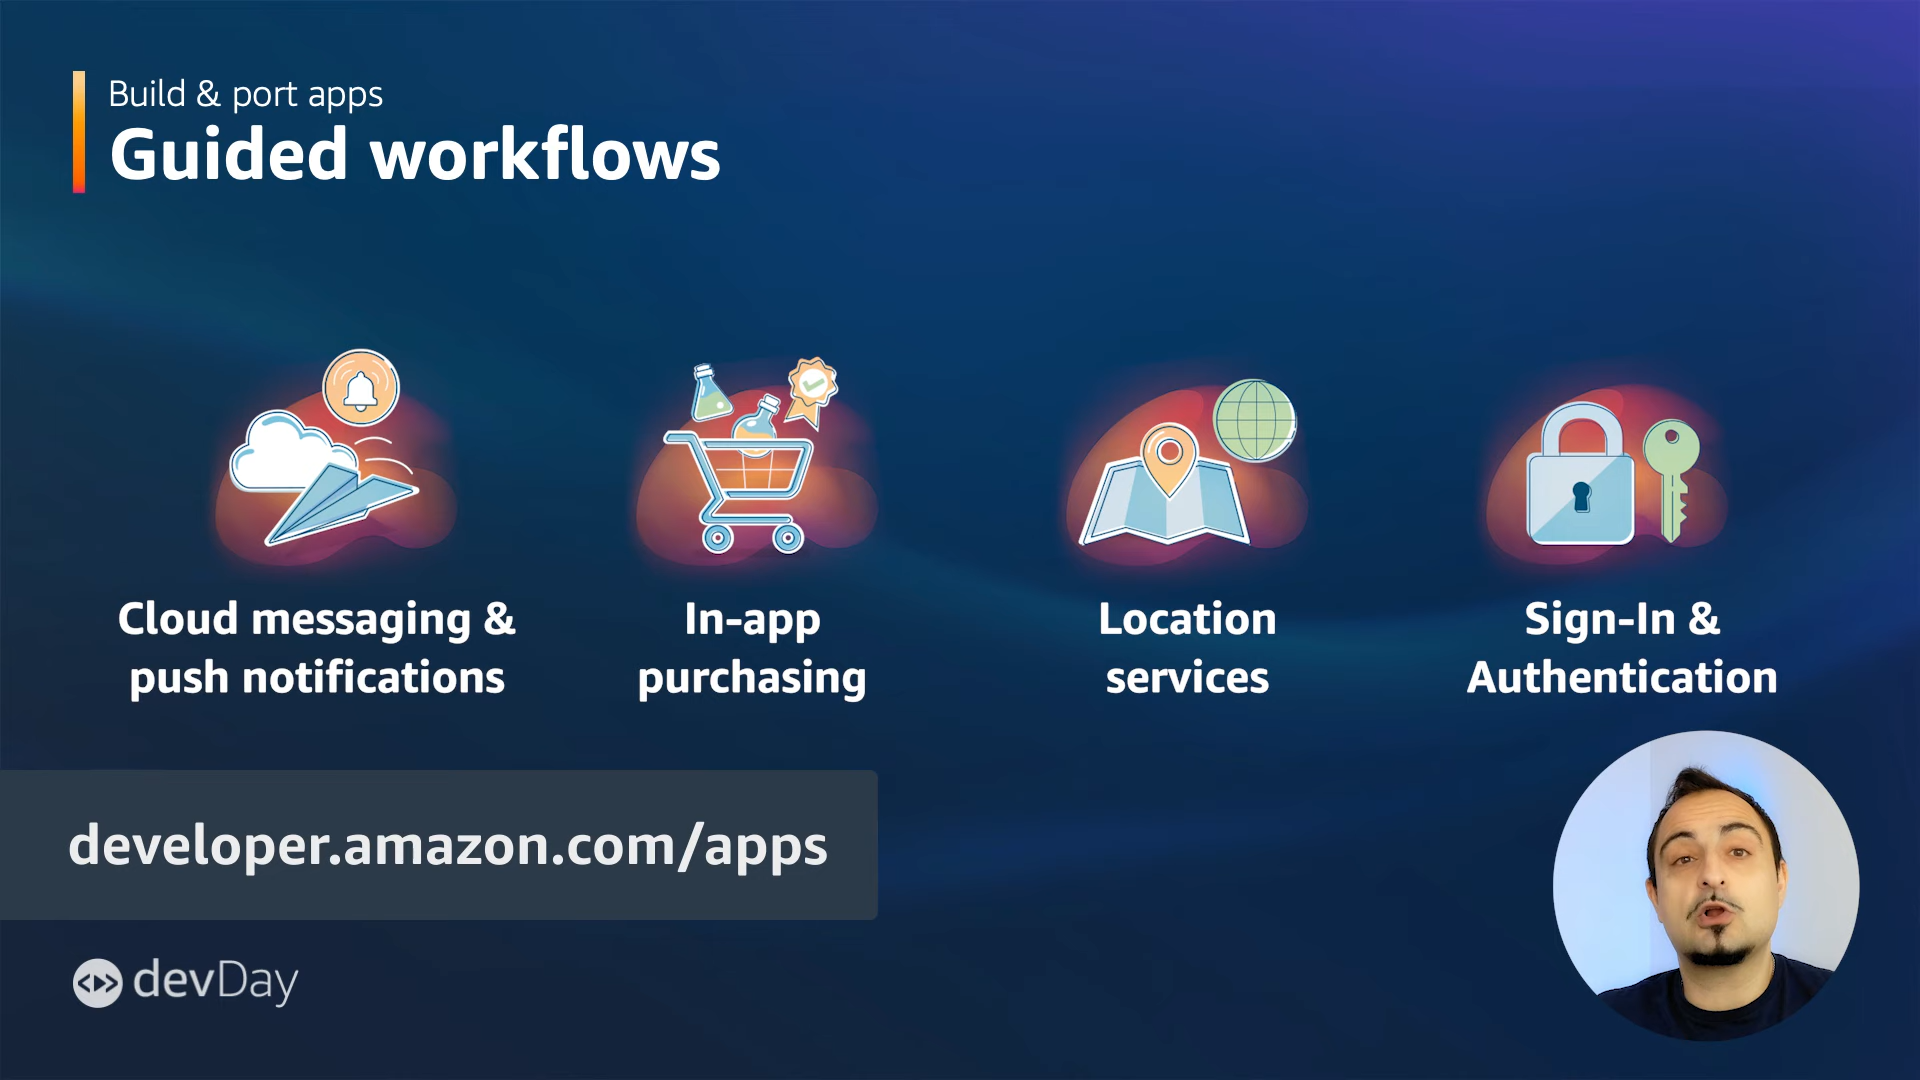 Build & port apps
Guided workflows
Cloud messaging &
push notifications
In-app
purchasing
Location
services
Sign-In &
Authentication
developer.amazon.com/apps
devDay